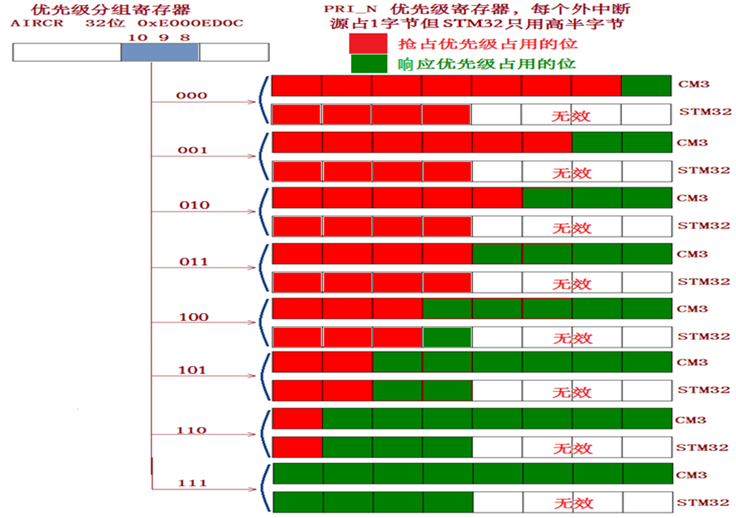 优先级分组寄存器
AIRCR 32位 0xE000ED0C
10 9 8
PRI_N 优先级寄存器，每个外中断
源占1字节但STM32只用高半字节
抢占优先级占用的位
响应优先级占用的位
000
CM3
无效
STM32
001
CM3
无效
STM32
010
CM3
无效
STM32
011
CM3
无效
STM32
100
CM3
无效
STM32
101
CM3
无效
STM32
110
CM3
无效
STM32
111
CM3
无效
STM32